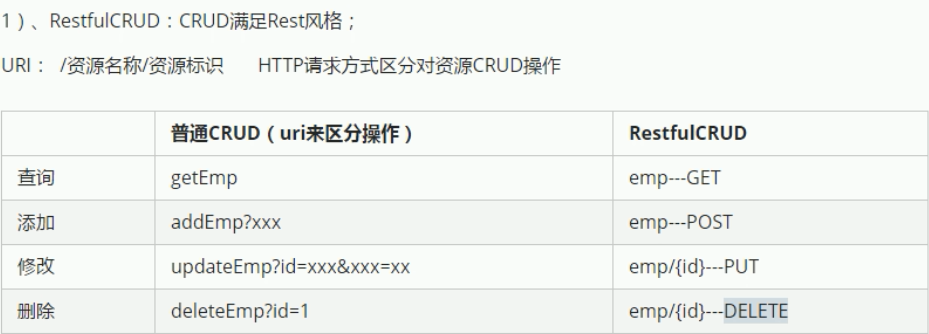 1）、RestfulCRUD：CRUD满足Rest风格；
URI： /资源名称/资源标识 HTTP请求方式区分对资源CRUD操作
普通CRUD（uri来区分操作） RestfulCRUD
查询 getEmp emp---GET
添加 addEmp?xxx emp---POST
修改 updateEmp?id=xxx&xxx=xx emp/{id}---PUT
删除 deleteEmp?id=1 emp/{id}---DELETE